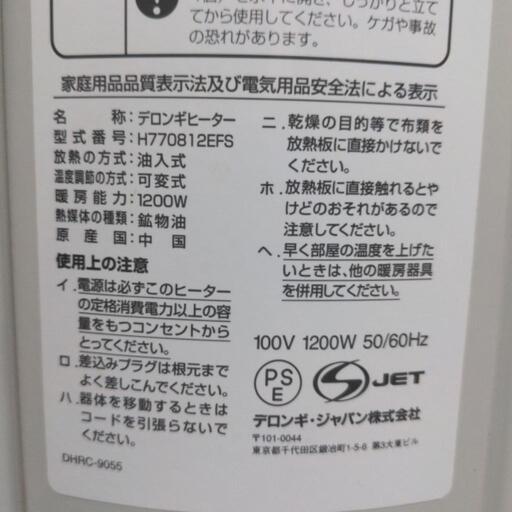 てから使用してください。ケガや事故
の恐れがあります。
家庭用品品質表示法及び電気用品安全法による表示
名　　　称:デロンギヒーター
型式番号:H770812EFS
放熱の方式:油入式
温度調節の方式:可変式
暖房能力:1200W
熱媒体の種類:鉱物油
原産国:中　国
使用上の注意
イ.電源は必ずこのヒーター
の定格消費電力以上の容
量をもつコンセントから
とってください。
ロ.差込みプラグは根元まで
よく差しこんでください。
ハ.器体を移動するときは
コードを引張らないでく
ださい。
DHRC-9055
ニ.乾燥の目的等で布類を
放熱板に直接かけないで
ください。
ホ.放熱板に直接触れるとや
けどのおそれがあるので
注意してください。
ヘ.早く部屋の温度を上げた
いときは、他の暖房器具
を併用してください。
100V 1200W 50/60Hz
PS
E
JET
デロンギ・ジャパン株式会社
〒101-0044
東京都千代田区鍛冶町1-5-6 第3大東ビル